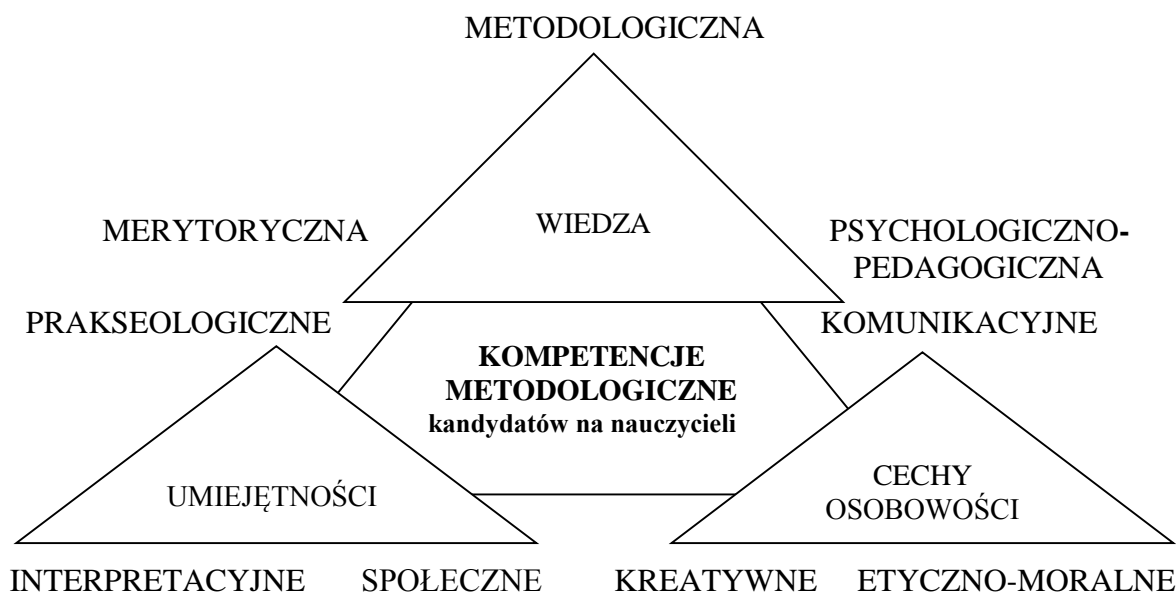 METODOLOGICZNA
MERYTORYCZNA
WIEDZA
PSYCHOLOGICZNO-
PEDAGOGICZNA
PRAKSEOLOGICZNE
KOMUNIKACYJNE
KOMPETENCJE
METODOLOGICZNE
kandydatów na nauczycieli
UMIEJĘTNOŚCI
CECHY
OSOBOWOŚCI
INTERPRETACYJNE
SPOŁECZNE
KREATYWNE
ETYCZNO-MORALNE